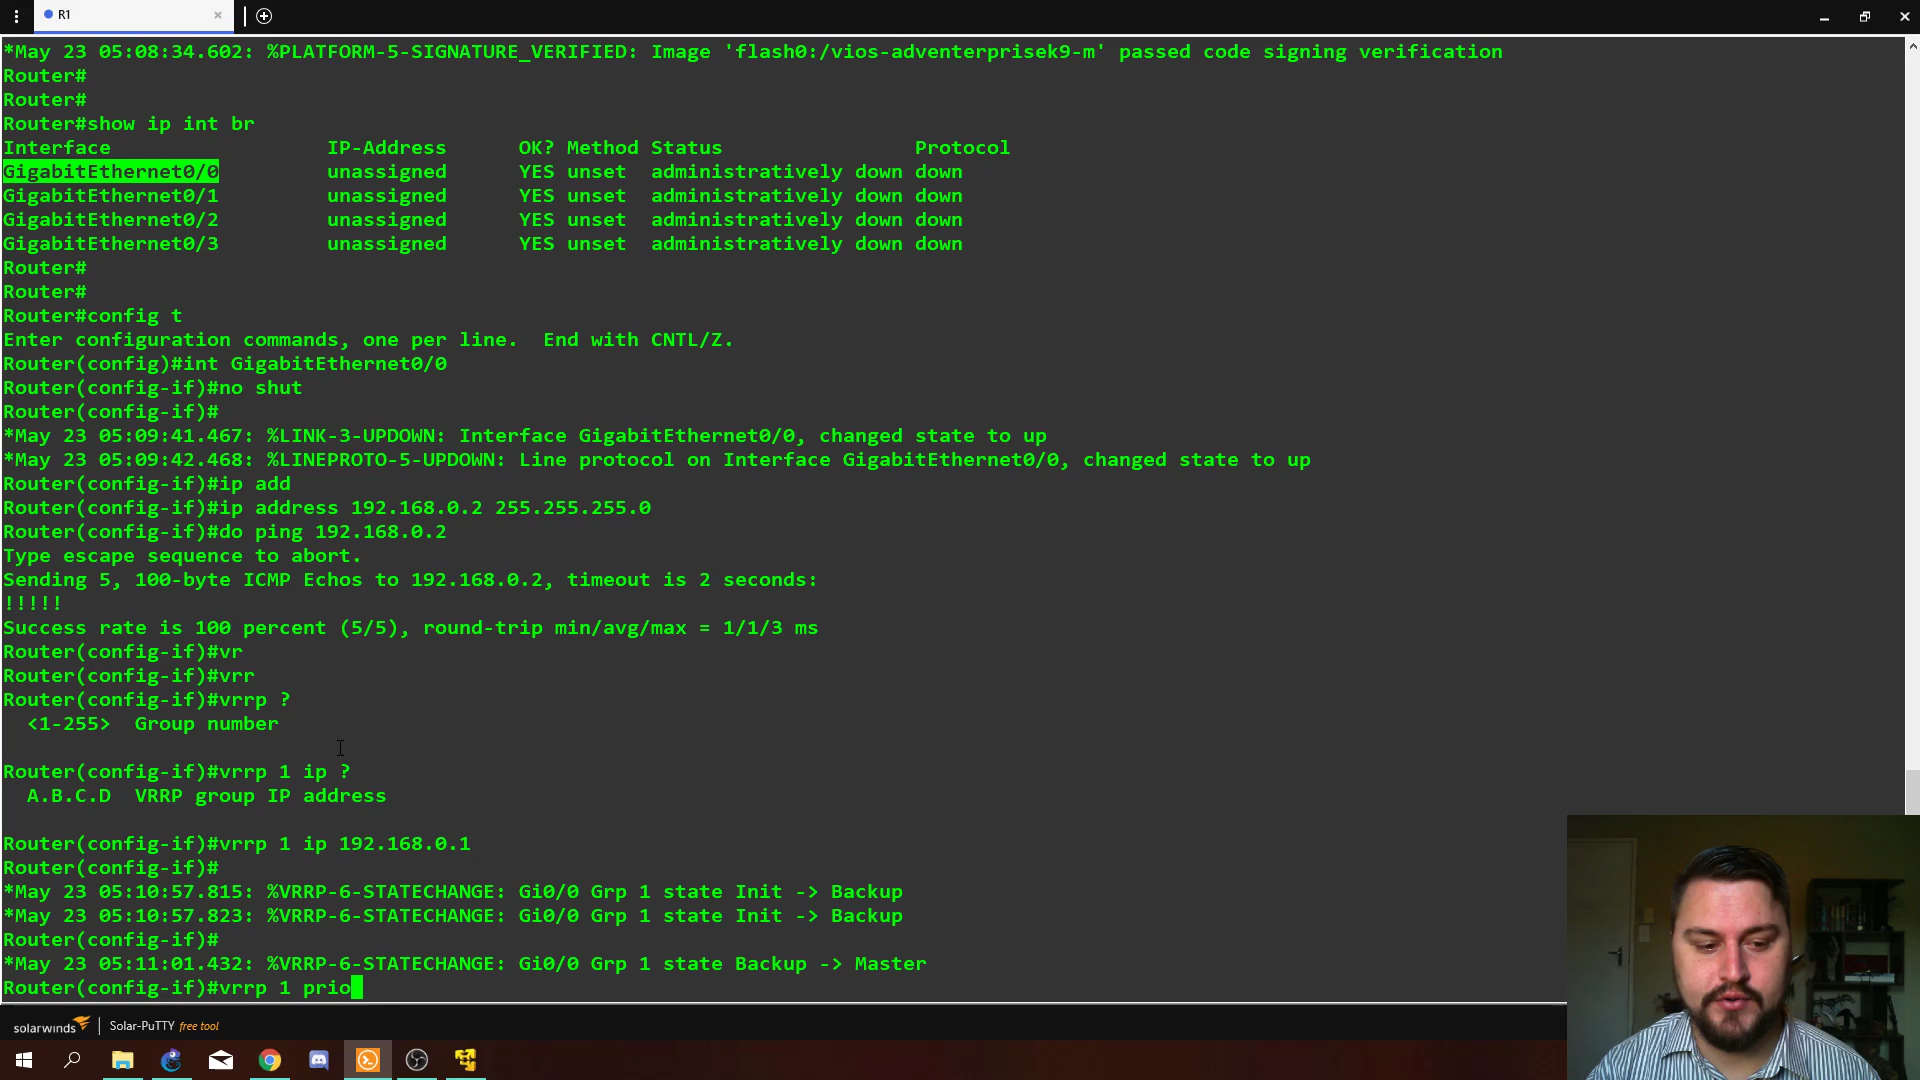 R1
*May 23 05:08:34.602: %PLATFORM-5-SIGNATURE_VERIFIED: Image 'flash0:/vios-adventerprisek9-m' passed code signing verification
Router#
Router#
Router#show ip int br
Interface IP-Address OK? Method Status Protocol
GigabitEthernet0/0 unassigned YES unset administratively down down
GigabitEthernet0/1 unassigned YES unset administratively down down
GigabitEthernet0/2 unassigned YES unset administratively down down
GigabitEthernet0/3 unassigned YES unset administratively down down
Router#
Router#
Router#config t
Enter configuration commands, one per line. End with CNTL/Z.
Router(config)#int GigabitEthernet0/0
Router(config-if)#no shut
Router(config-if)#
*May 23 05:09:41.467: %LINK-3-UPDOWN: Interface GigabitEthernet0/0, changed state to up
*May 23 05:09:42.468: %LINEPROTO-5-UPDOWN: Line protocol on Interface GigabitEthernet0/0, changed state to up
Router(config-if)#ip add
Router(config-if)#ip address 192.168.0.2 255.255.255.0
Router(config-if)#do ping 192.168.0.2
Type escape sequence to abort.
Sending 5, 100-byte ICMP Echos to 192.168.0.2, timeout is 2 seconds:
!!!!!
Success rate is 100 percent (5/5), round-trip min/avg/max = 1/1/3 ms
Router(config-if)#vr
Router(config-if)#vrr
Router(config-if)#vrrp ?
<1-255> Group number
Router(config-if)#vrrp 1 ip ?
A.B.C.D VRRP group IP address
Router(config-if)#vrrp 1 ip 192.168.0.1
Router(config-if)#
*May 23 05:10:57.815: %VRRP-6-STATECHANGE: Gi0/0 Grp 1 state Init -> Backup
*May 23 05:10:57.823: %VRRP-6-STATECHANGE: Gi0/0 Grp 1 state Init -> Backup
Router(config-if)#
*May 23 05:11:01.432: %VRRP-6-STATECHANGE: Gi0/0 Grp 1 state Backup -> Master
Router(config-if)#vrrp 1 prio
solarwinds | Solar-PuTTY free tool